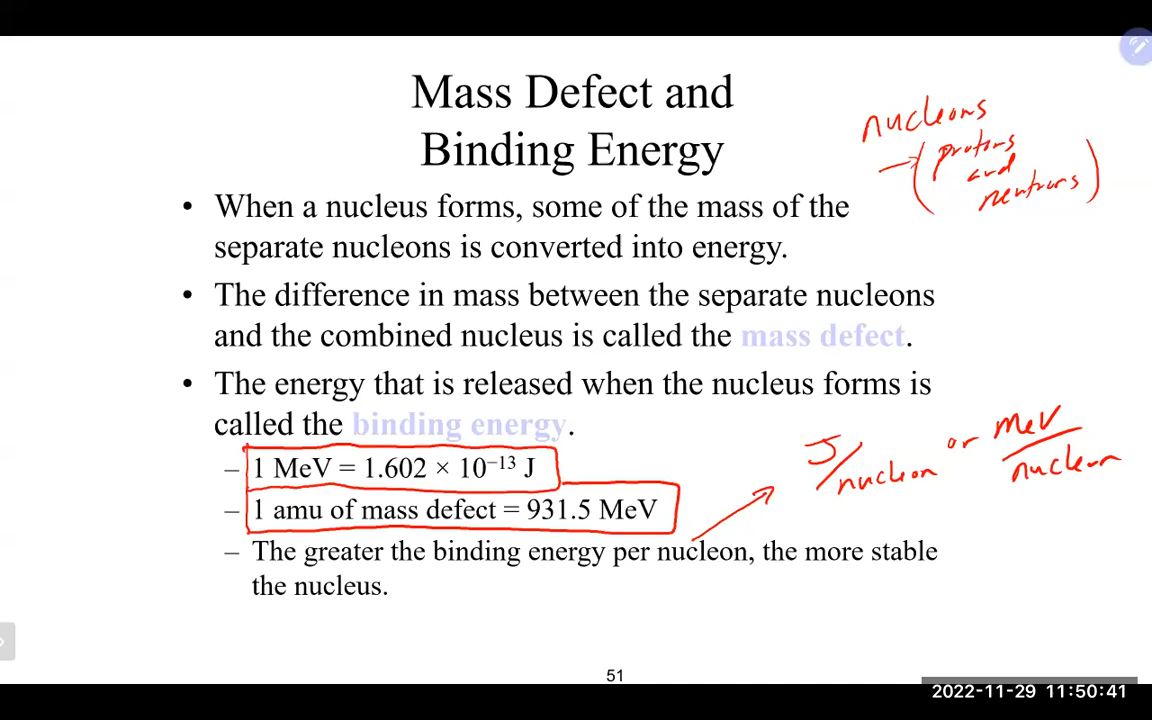 Mass Defect and
Binding Energy
nucleons
(protons
and
neutrons)
• When a nucleus forms, some of the mass of the
separate nucleons is converted into energy.
• The difference in mass between the separate nucleons
and the combined nucleus is called the mass defect.
• The energy that is released when the nucleus forms is
called the binding energy.
– 1 MeV = 1.602 × 10⁻¹³ J
J/nucleon or MeV/nucleon
– 1 amu of mass defect = 931.5 MeV
– The greater the binding energy per nucleon, the more stable
the nucleus.
51
2022-11-29 11:50:41